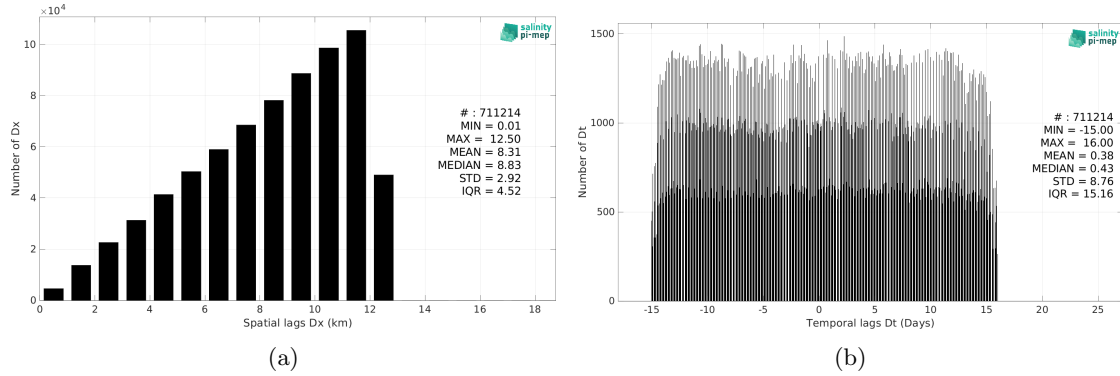 ×10⁴
10
8
6
4
2
0
Number of Dx
0 2 4 6 8 10 12 14 16 18
Spatial lags Dx (km)
salinity
pi-mep
# : 711214
MIN = 0.01
MAX = 12.50
MEAN = 8.31
MEDIAN = 8.83
STD = 2.92
IQR = 4.52
(a)
1500
1000
500
0
Number of Dt
-15 -10 -5 0 5 10 15 20 25
Temporal lags Dt (Days)
salinity
pi-mep
# : 711214
MIN = -15.00
MAX = 16.00
MEAN = 0.38
MEDIAN = 0.43
STD = 8.76
IQR = 15.16
(b)